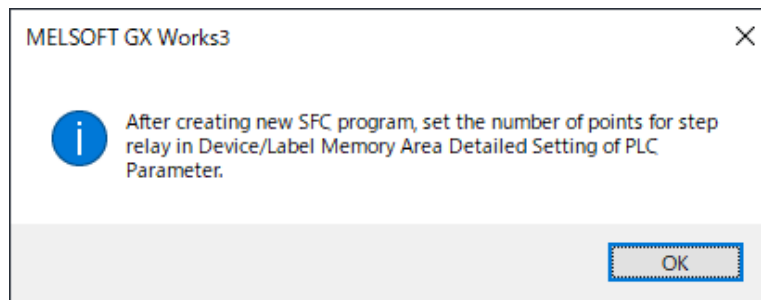 MELSOFT GX Works3
After creating new SFC program, set the number of points for step
relay in Device/Label Memory Area Detailed Setting of PLC
Parameter.
OK